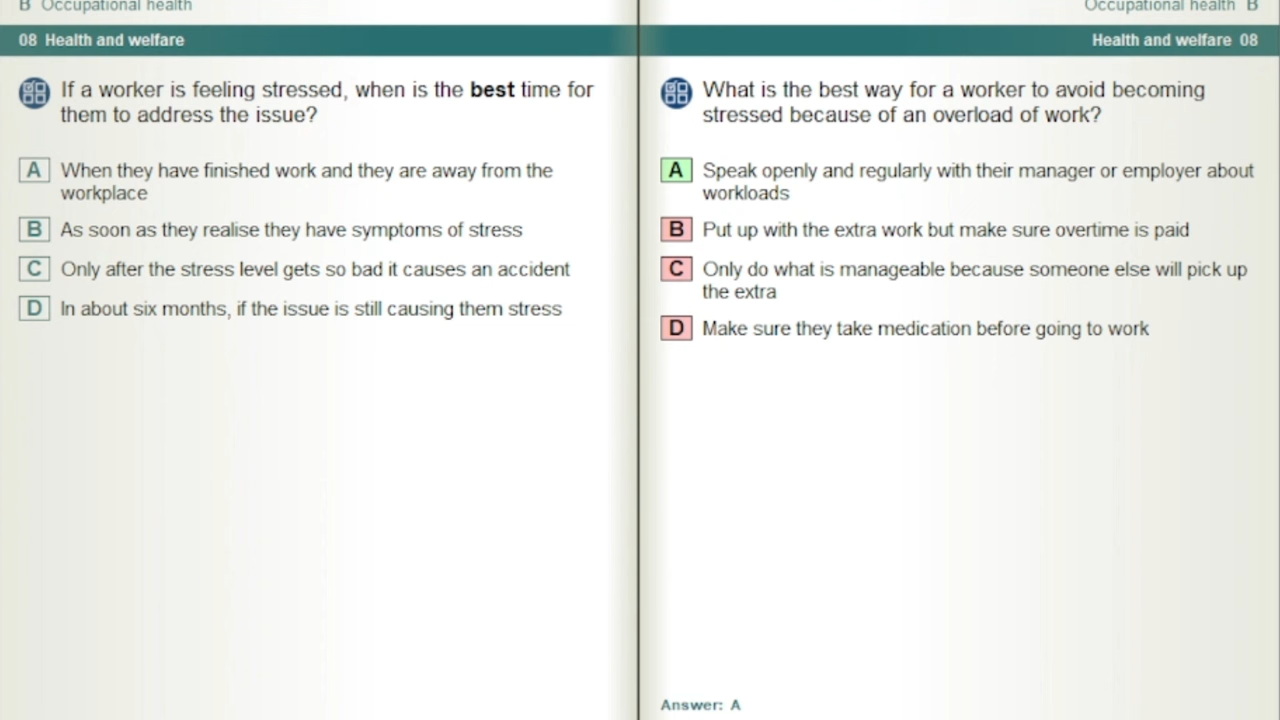 B Occupational health
08 Health and welfare
If a worker is feeling stressed, when is the best time for
them to address the issue?
A When they have finished work and they are away from the
workplace
B As soon as they realise they have symptoms of stress
C Only after the stress level gets so bad it causes an accident
D In about six months, if the issue is still causing them stress
Occupational health B
Health and welfare 08
What is the best way for a worker to avoid becoming
stressed because of an overload of work?
A Speak openly and regularly with their manager or employer about
workloads
B Put up with the extra work but make sure overtime is paid
C Only do what is manageable because someone else will pick up
the extra
D Make sure they take medication before going to work
Answer: A